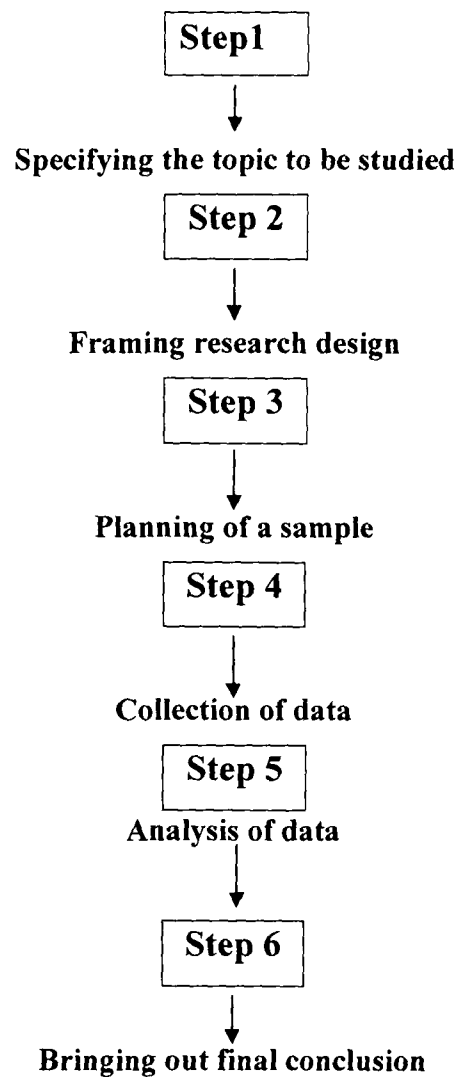 Step1
Specifying the topic to be studied
Step 2
Framing research design
Step 3
Planning of a sample
Step 4
Collection of data
Step 5
Analysis of data
Step 6
Bringing out final conclusion